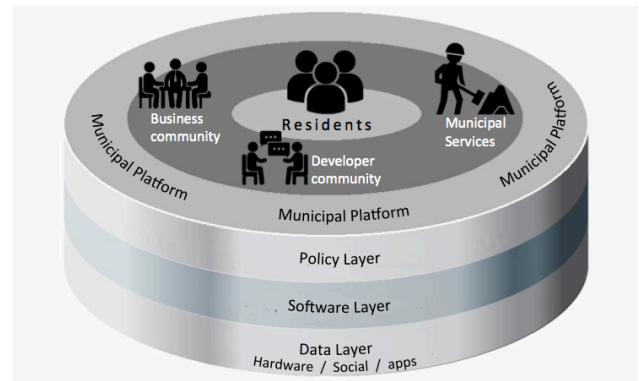 Business
community
Residents
Municipal
Services
Developer
community
Municipal Platform
Municipal Platform
Municipal Platform
Policy Layer
Software Layer
Data Layer
Hardware / Social / apps